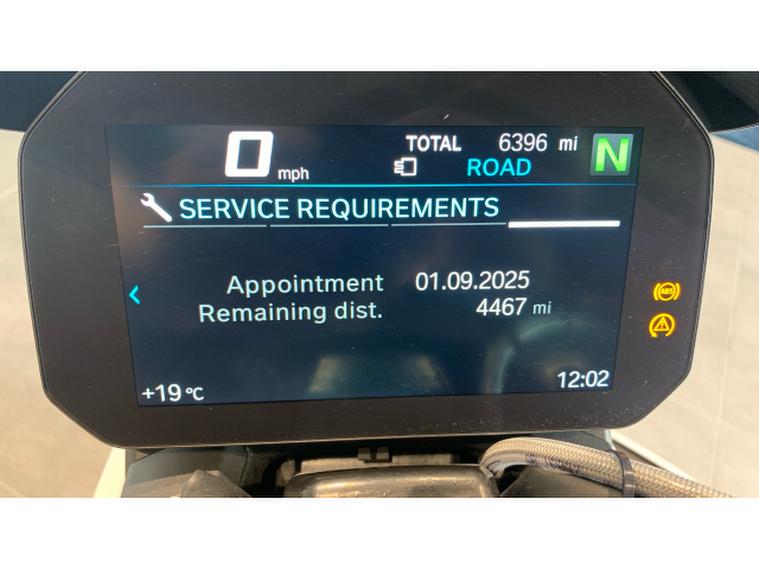 0 mph TOTAL 6396 mi N
ROAD
SERVICE REQUIREMENTS
Appointment 01.09.2025
Remaining dist. 4467 mi
ABS
+19 °C 12:02